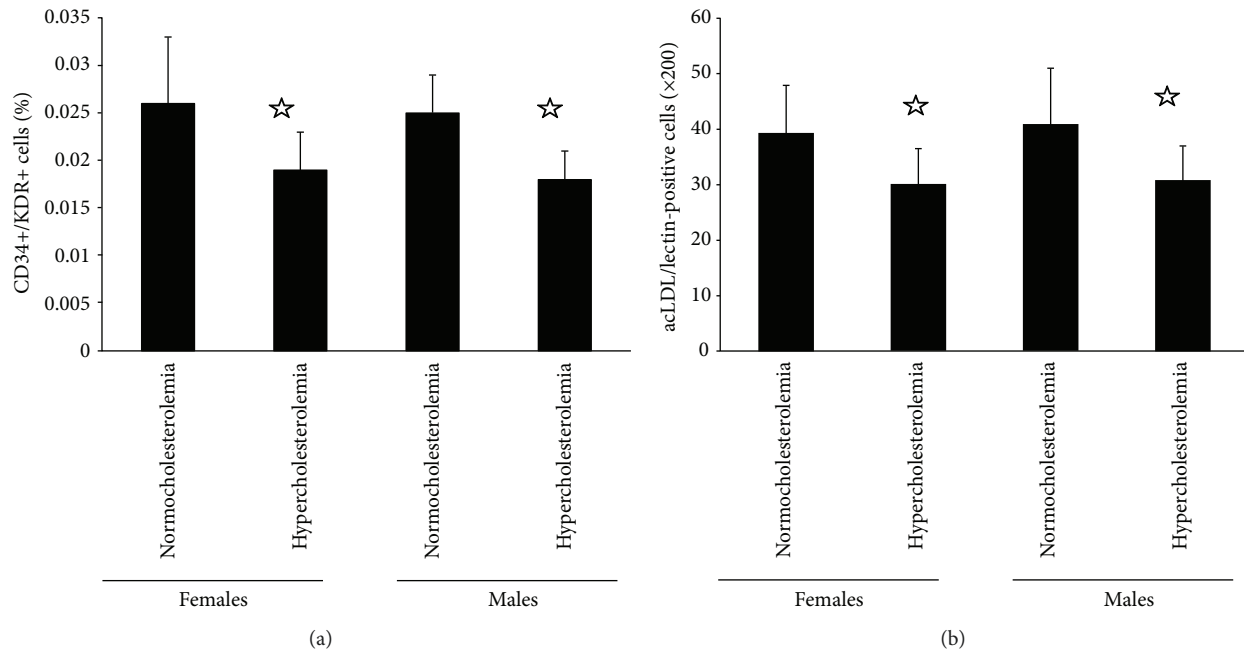 0.035
0.03
0.025
0.02
0.015
0.01
0.005
0
CD34+/KDR+ cells (%)
Normocholesterolemia
Hypercholesterolemia
Normocholesterolemia
Hypercholesterolemia
Females
Males
(a)
60
50
40
30
20
10
0
acLDL/lectin-positive cells (×200)
Normocholesterolemia
Hypercholesterolemia
Normocholesterolemia
Hypercholesterolemia
Females
Males
(b)